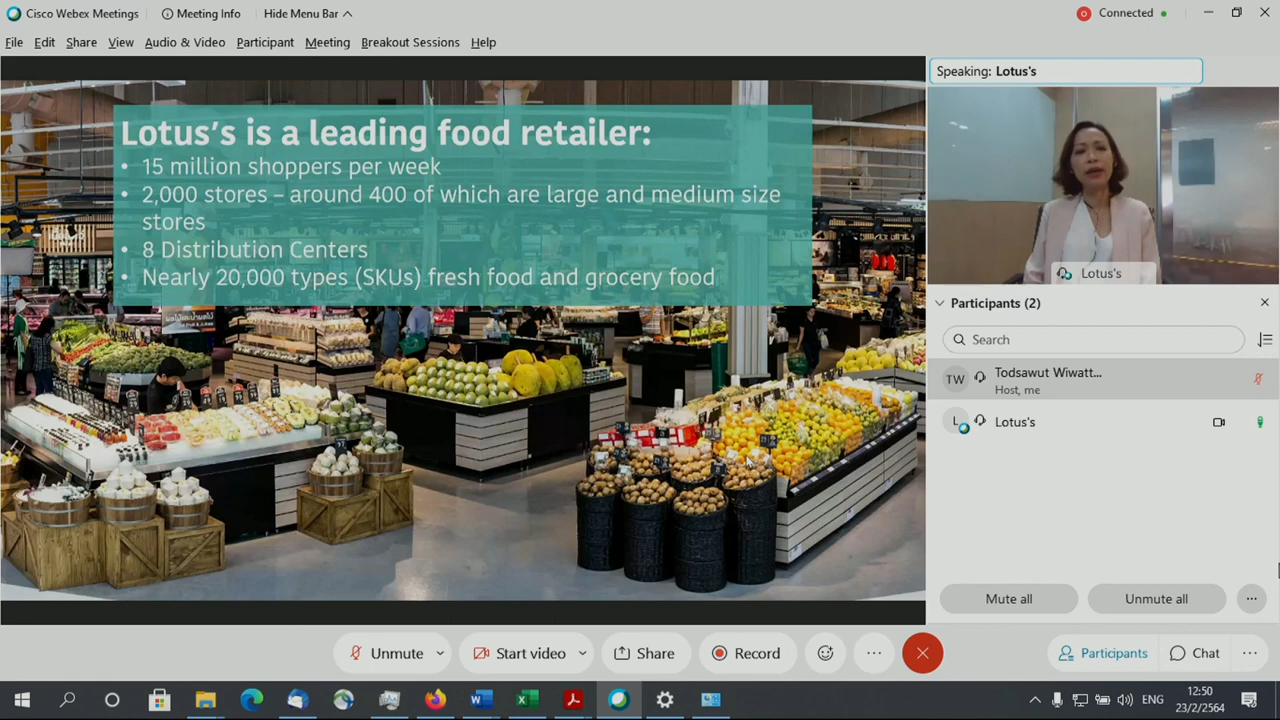 Cisco Webex Meetings
Meeting Info
Hide Menu Bar
Connected
File Edit Share View Audio & Video Participant Meeting Breakout Sessions Help
Speaking: Lotus's
Lotus's is a leading food retailer:
• 15 million shoppers per week
• 2,000 stores – around 400 of which are large and medium size
stores
• 8 Distribution Centers
• Nearly 20,000 types (SKUs) fresh food and grocery food
Lotus's
Participants (2)
Search
TW
Todsawut Wiwatt...
Host, me
L
Lotus's
Mute all
Unmute all
Unmute
Start video
Share
Record
Participants
Chat
ENG
12:50
23/2/2564